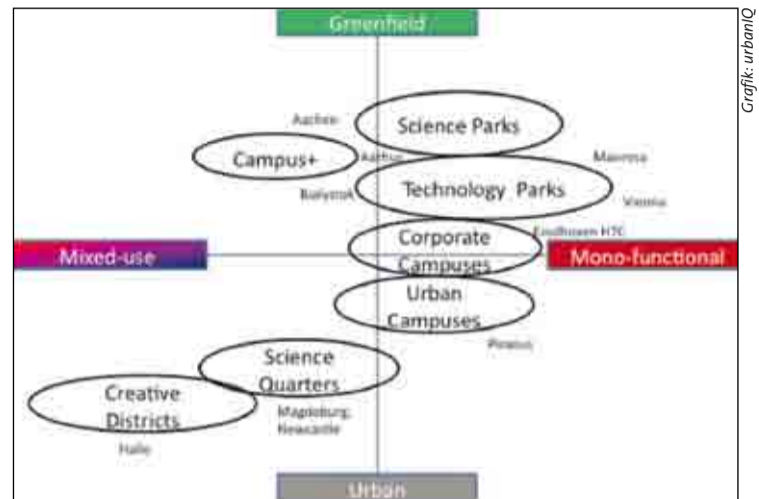 Greenfield
Grafik: urbanIQ
Aachen
Science Parks
Campus+
Aarhus
Manresa
Bialystok
Technology Parks
Vienna
Eindhoven HTC
Corporate
Campuses
Mixed-use
Mono-functional
Urban
Campuses
Piraeus
Science
Quarters
Creative
Districts
Magdeburg,
Newcastle
Halle
Urban